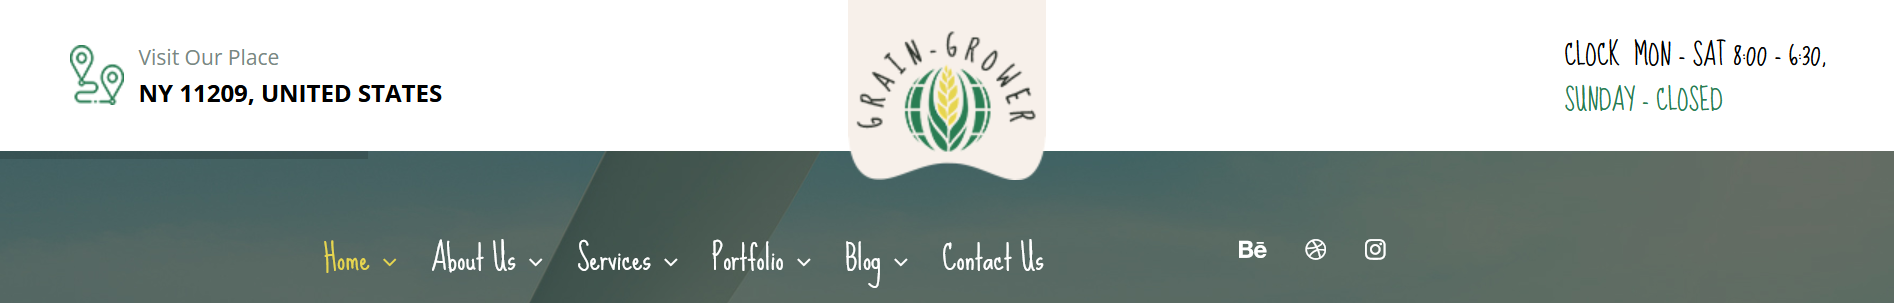 Visit Our Place
NY 11209, UNITED STATES
GRAIN-GROWER
CLOCK MON - SAT 8:00 - 6:30,
SUNDAY - CLOSED
Home About Us Services Portfolio Blog Contact Us
Bē